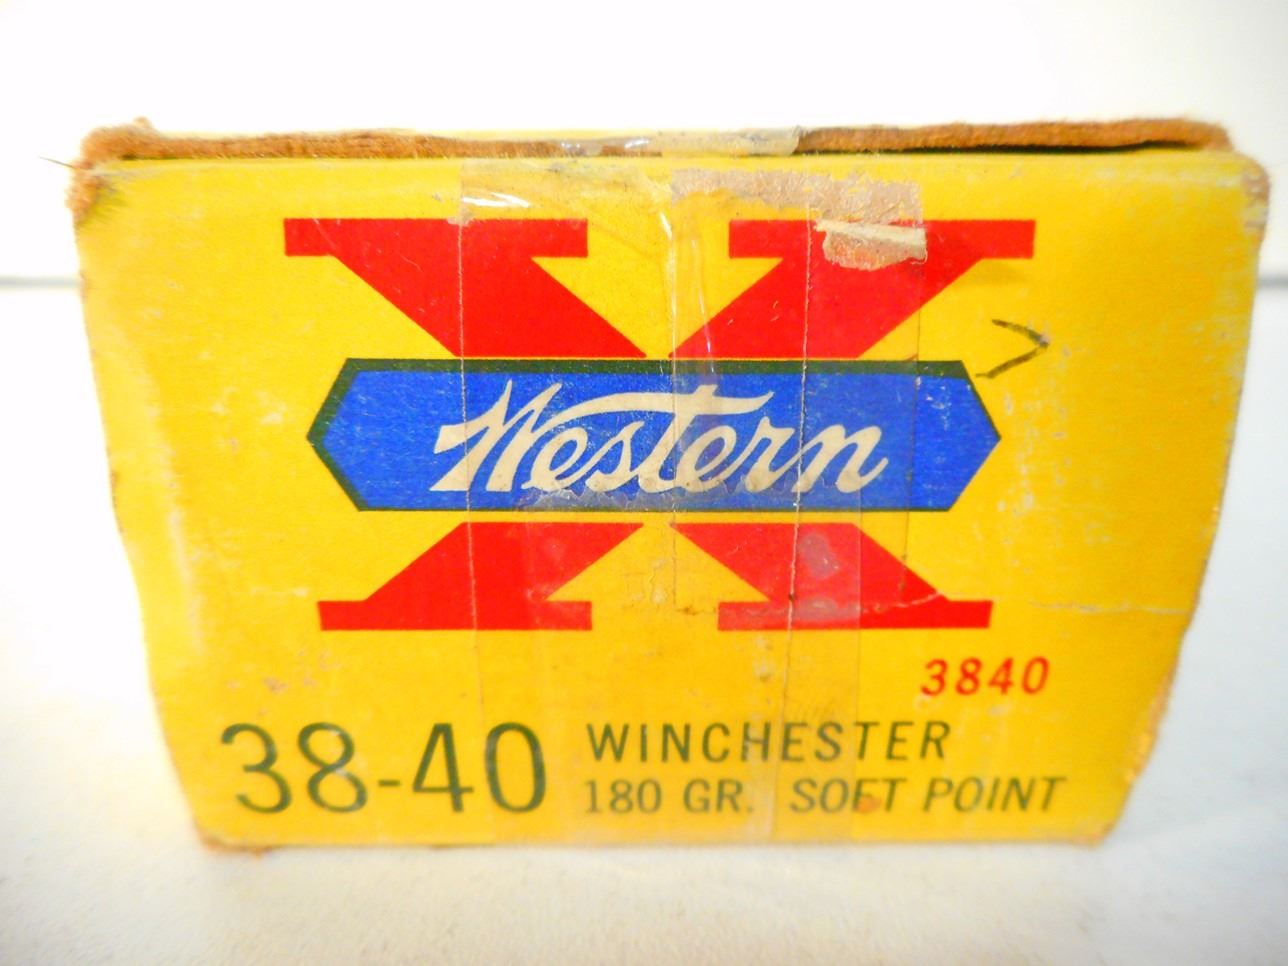 X
Western
3840
38-40 WINCHESTER
180 GR. SOFT POINT